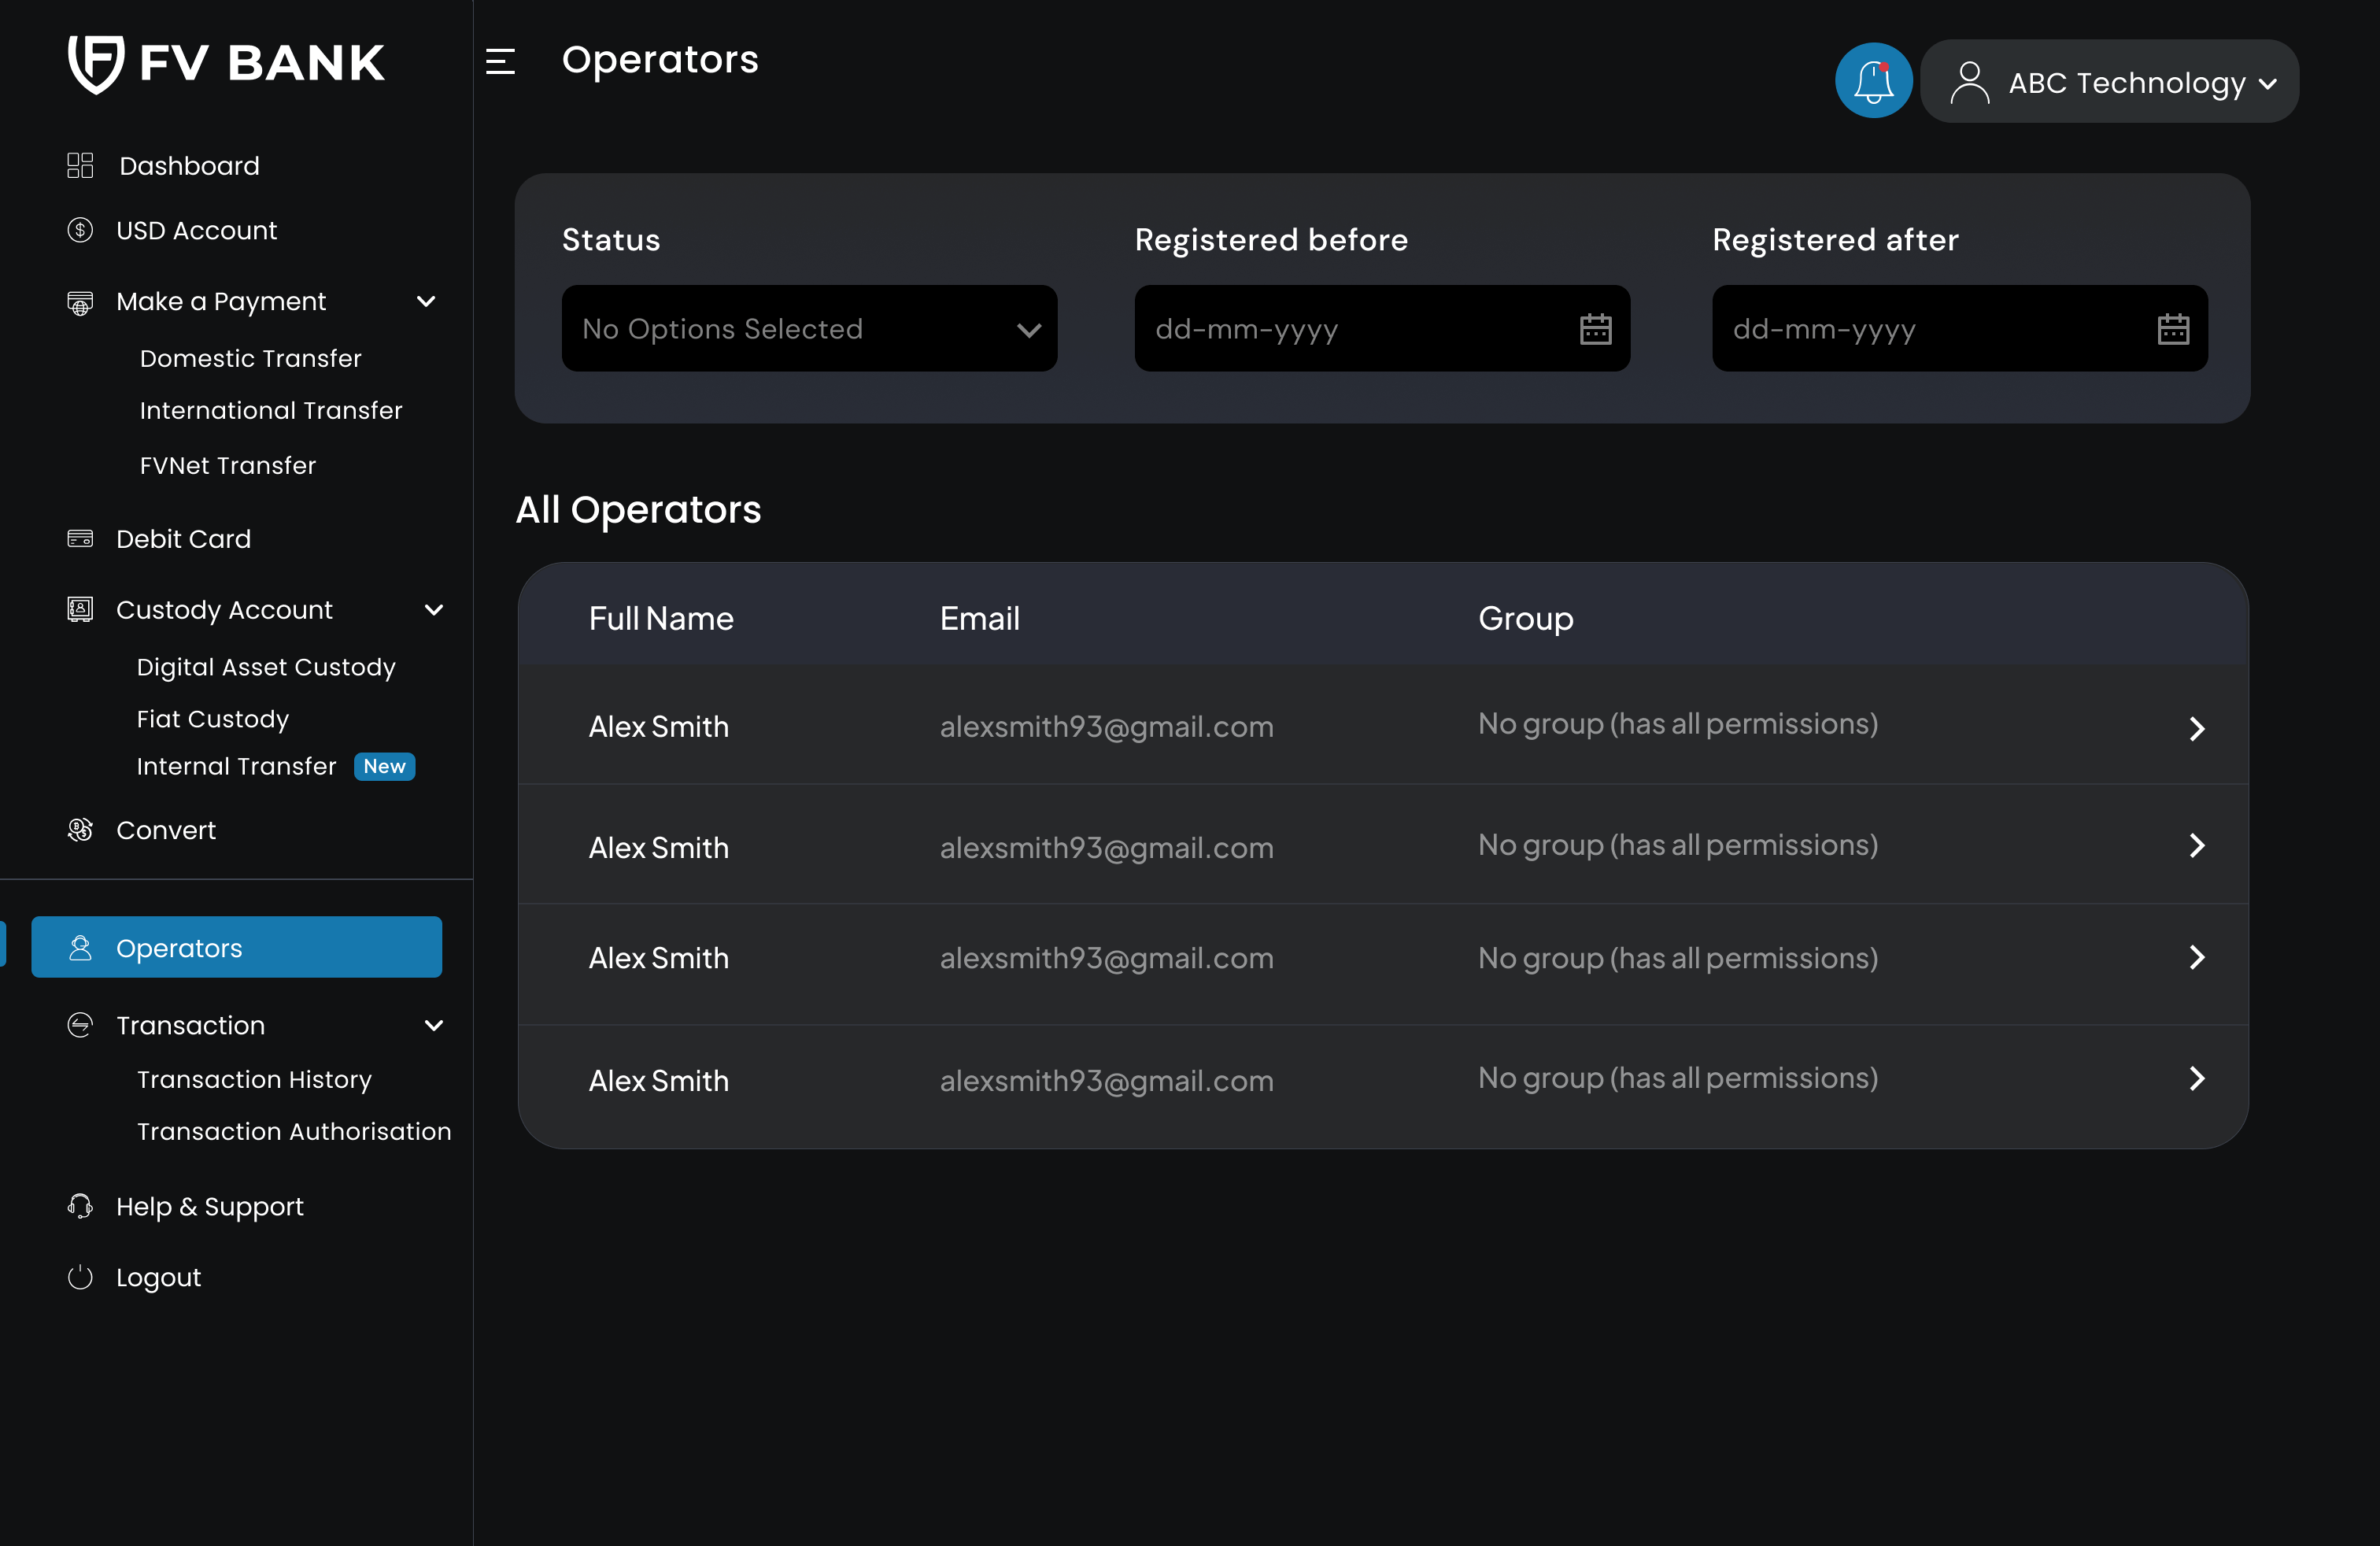 FV BANK
Dashboard
USD Account
Make a Payment
Domestic Transfer
International Transfer
FVNet Transfer
Debit Card
Custody Account
Digital Asset Custody
Fiat Custody
Internal Transfer New
Convert
Operators
Transaction
Transaction History
Transaction Authorisation
Help & Support
Logout
Operators
ABC Technology
Status Registered before Registered after
No Options Selected dd-mm-yyyy dd-mm-yyyy
All Operators
Full Name Email Group
Alex Smith alexsmith93@gmail.com No group (has all permissions)
Alex Smith alexsmith93@gmail.com No group (has all permissions)
Alex Smith alexsmith93@gmail.com No group (has all permissions)
Alex Smith alexsmith93@gmail.com No group (has all permissions)